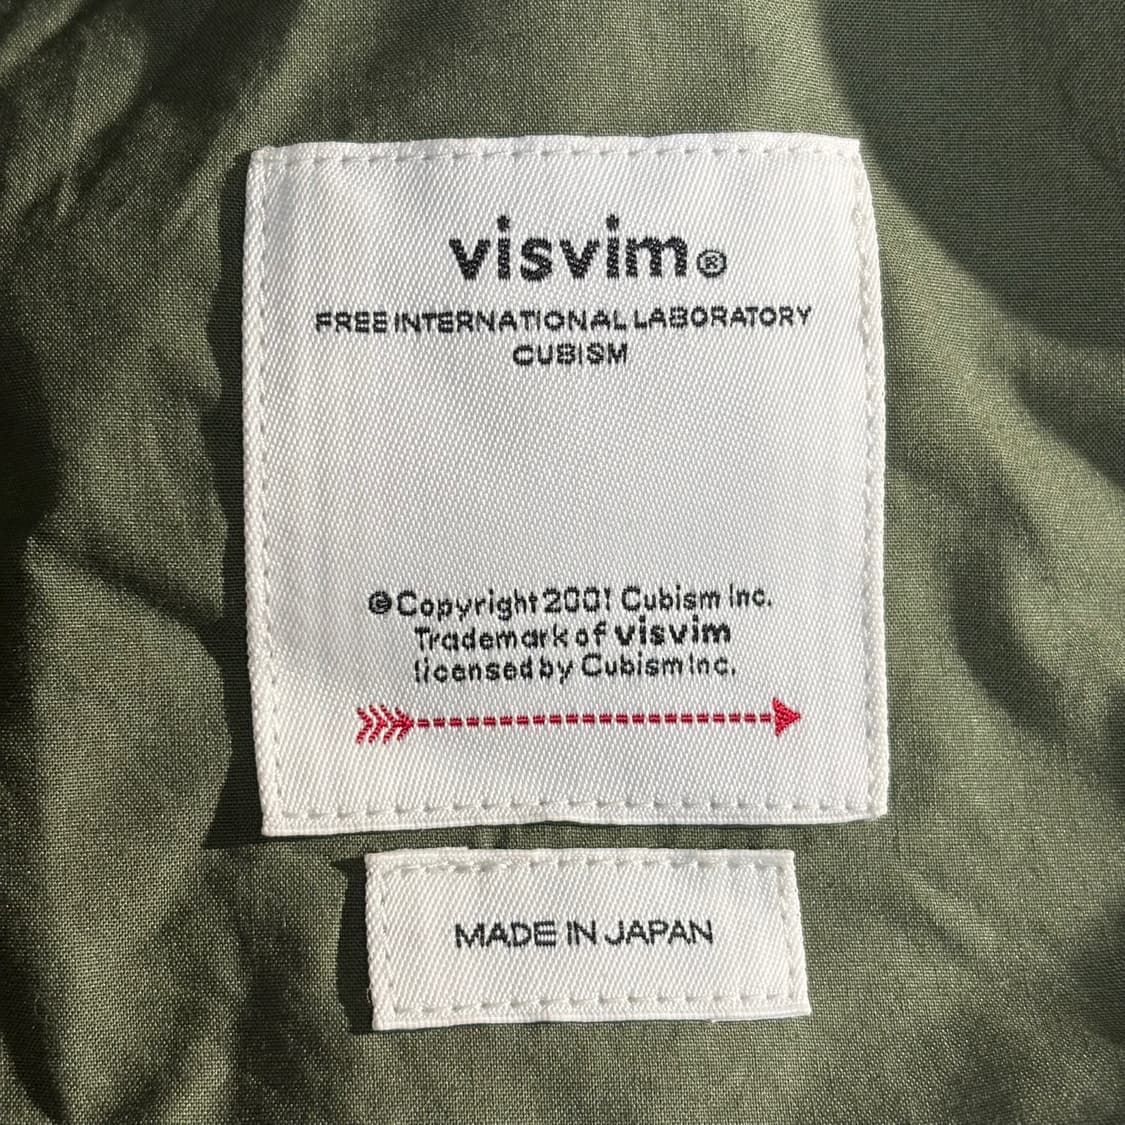 visvim®
FREE INTERNATIONAL LABORATORY
CUBISM
©Copyright 2001 Cubism Inc.
Trademark of visvim
licensed by Cubism Inc.
MADE IN JAPAN